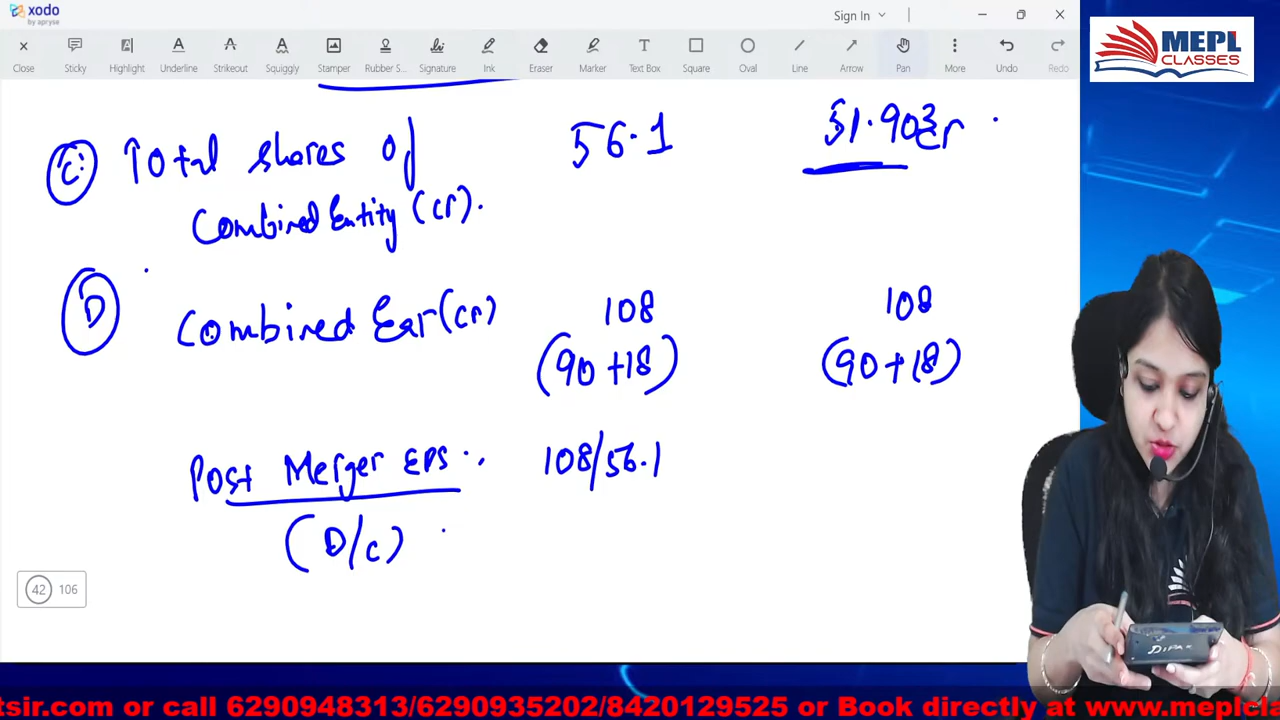 xodo
by apryse
Sign In
Close
Sticky
Highlight
Underline
Strikeout
Squiggly
Stamper
Rubber S...
Signature
Ink
Eraser
Marker
Text Box
Square
Oval
Line
Arrow
Pan
More
Undo
Redo
MEPL
CLASSES
C Total shares of 56.1 51.903cr
Combined Entity (cr).
D Combined Ear(cr) 108 108
(90+18) (90+18)
Post Merger EPS 108/56.1
(D/C)
42 106
tsir.com or call 6290948313/6290935202/8420129525 or Book directly at www.meplcla